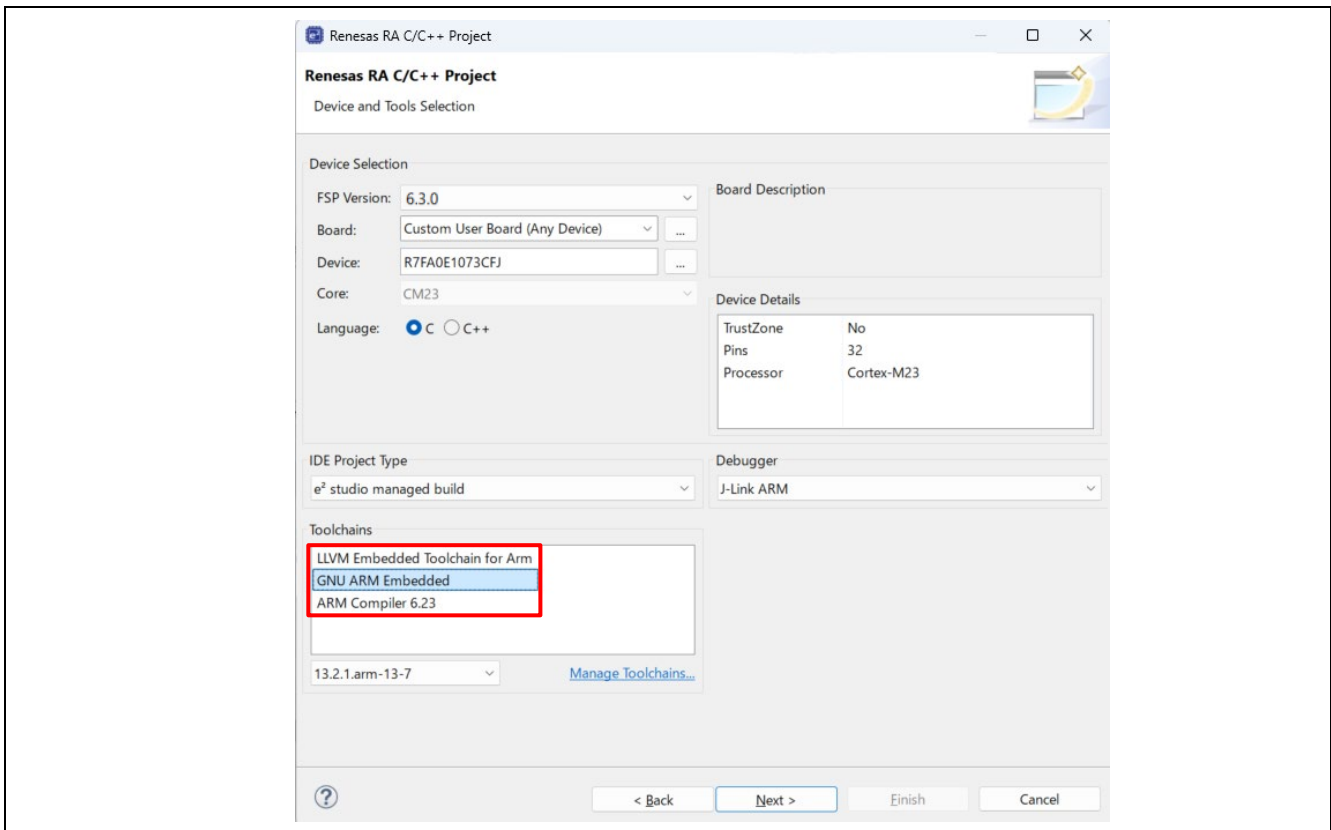 Renesas RA C/C++ Project
Renesas RA C/C++ Project
Device and Tools Selection
Device Selection
FSP Version: 6.3.0
Board: Custom User Board (Any Device) ...
Device: R7FA0E1073CFJ ...
Core: CM23
Language: C C++
Board Description
Device Details
TrustZone No
Pins 32
Processor Cortex-M23
IDE Project Type
e² studio managed build
Debugger
J-Link ARM
Toolchains
LLVM Embedded Toolchain for Arm
GNU ARM Embedded
ARM Compiler 6.23
13.2.1.arm-13-7 Manage Toolchains...
? < Back Next > Finish Cancel